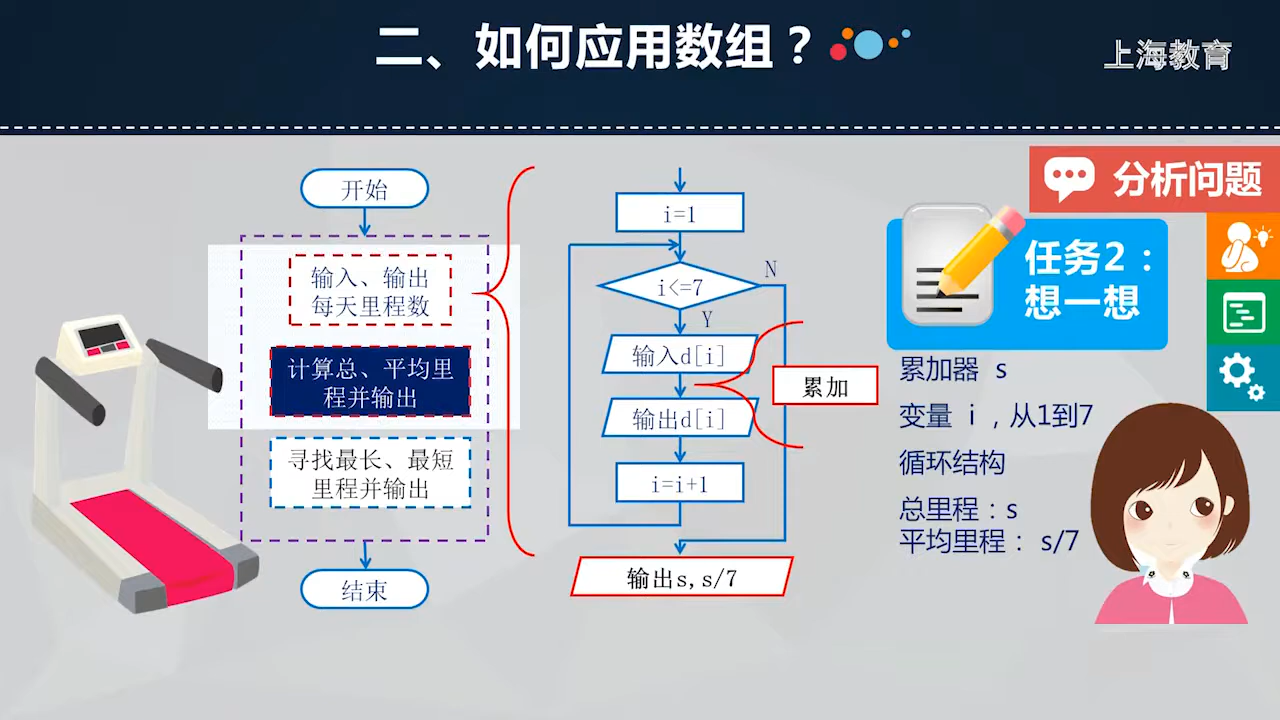 二、如何应用数组？
上海教育
分析问题
开始
输入、输出
每天里程数
计算总、平均里
程并输出
寻找最长、最短
里程并输出
结束
i=1
i<=7
N
Y
输入d[i]
输出d[i]
累加
i=i+1
输出s,s/7
任务2：
想一想
累加器 s
变量 i，从1到7
循环结构
总里程：s
平均里程： s/7